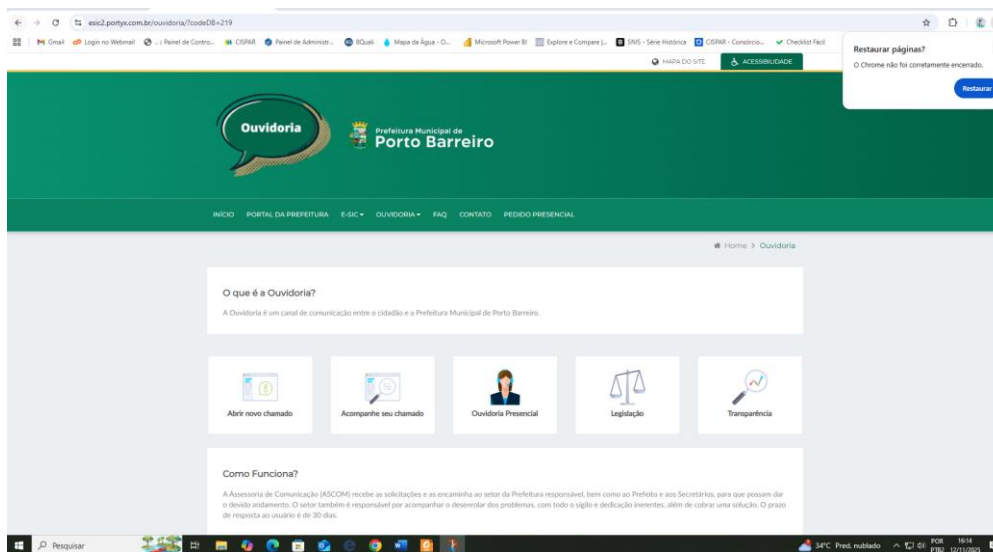 esic2.portyx.com.br/ouvidoria/?codeDB=219
Gmail Login no Webmail ..: Painel de Contro... CISPAR Painel de Administr... 8Quali Mapa da Água - O... Microsoft Power BI Explore e Compare |... SNIS - Série Histórica CISPAR - Consórcio... Checklist Fácil
Restaurar páginas?
O Chrome não foi corretamente encerrado.
Restaurar
MAPA DO SITE ACESSIBILIDADE
Ouvidoria
Prefeitura Municipal de
Porto Barreiro
INÍCIO PORTAL DA PREFEITURA E-SIC OUVIDORIA FAQ CONTATO PEDIDO PRESENCIAL
Home > Ouvidoria
O que é a Ouvidoria?
A Ouvidoria é um canal de comunicação entre o cidadão e a Prefeitura Municipal de Porto Barreiro.
Abrir novo chamado Acompanhe seu chamado Ouvidoria Presencial Legislação Transparência
Como Funciona?
A Assessoria de Comunicação (ASCOM) recebe as solicitações e as encaminha ao setor da Prefeitura responsável, bem como ao Prefeito e aos Secretários, para que possam dar
o devido andamento. O setor também é responsável por acompanhar o desenrolar dos problemas, com todo o sigilo e dedicação inerentes, além de cobrar uma solução. O prazo
de resposta ao usuário é de 30 dias.
Pesquisar
34°C Pred. nublado
POR 16:14
PTB2 12/11/2025